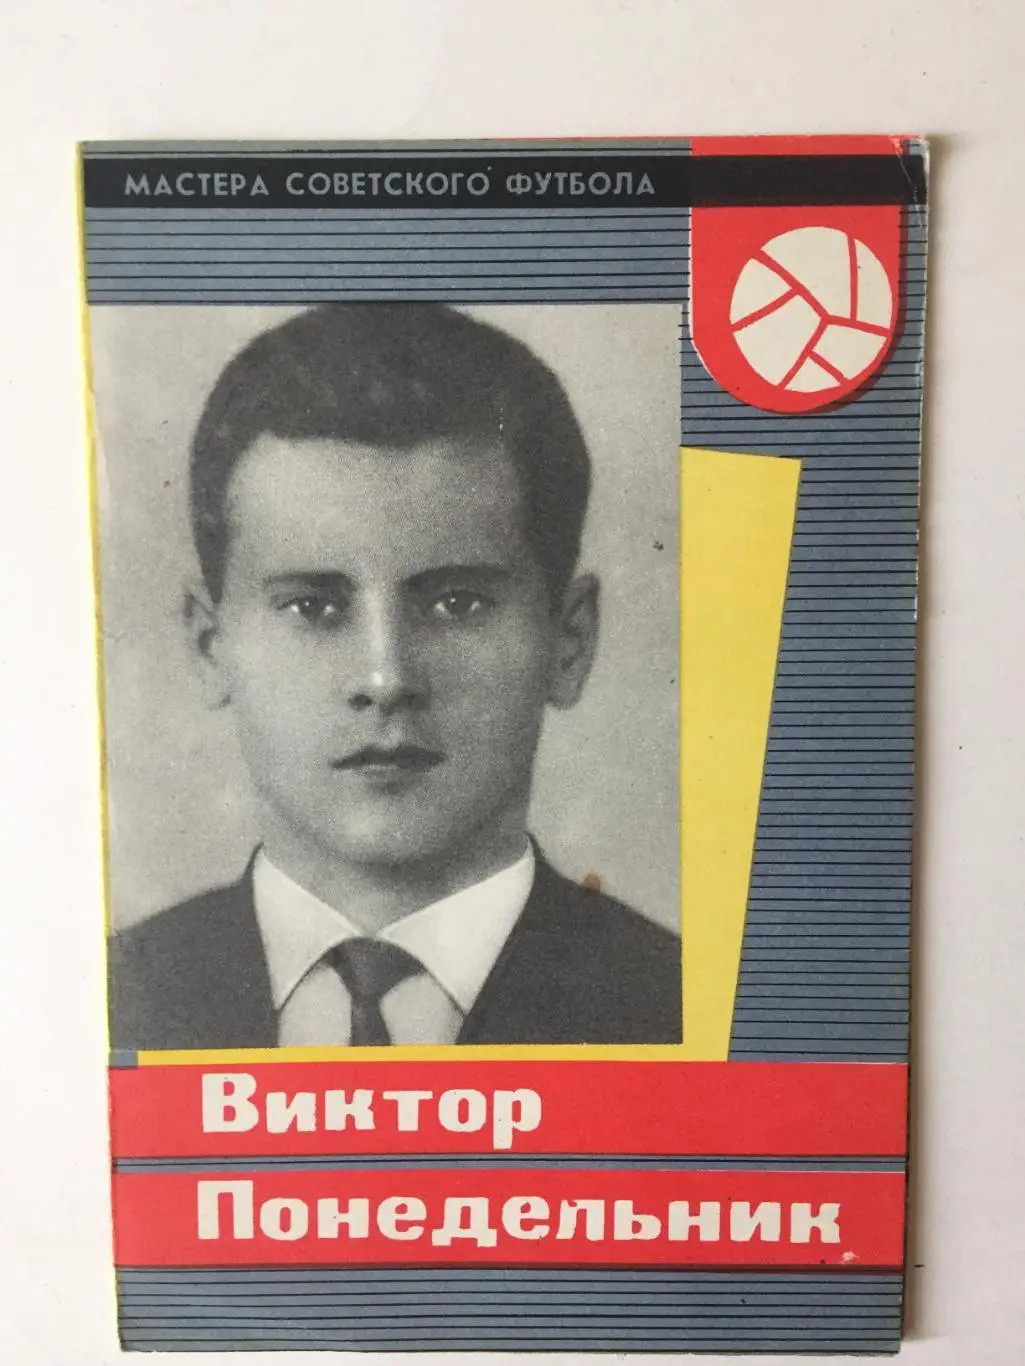 МАСТЕРА СОВЕТСКОГО ФУТБОЛА
Виктор
Понедельник